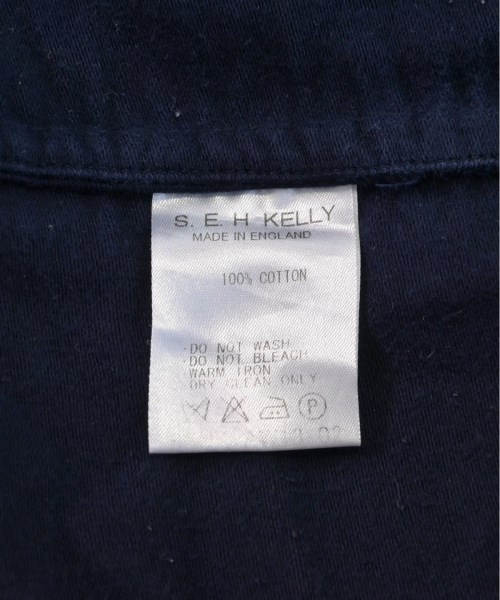 S. E. H KELLY
MADE IN ENGLAND
100% COTTON
·DO NOT WASH
·DO NOT BLEACH
·WARM IRON
DRY CLEAN ONLY
P